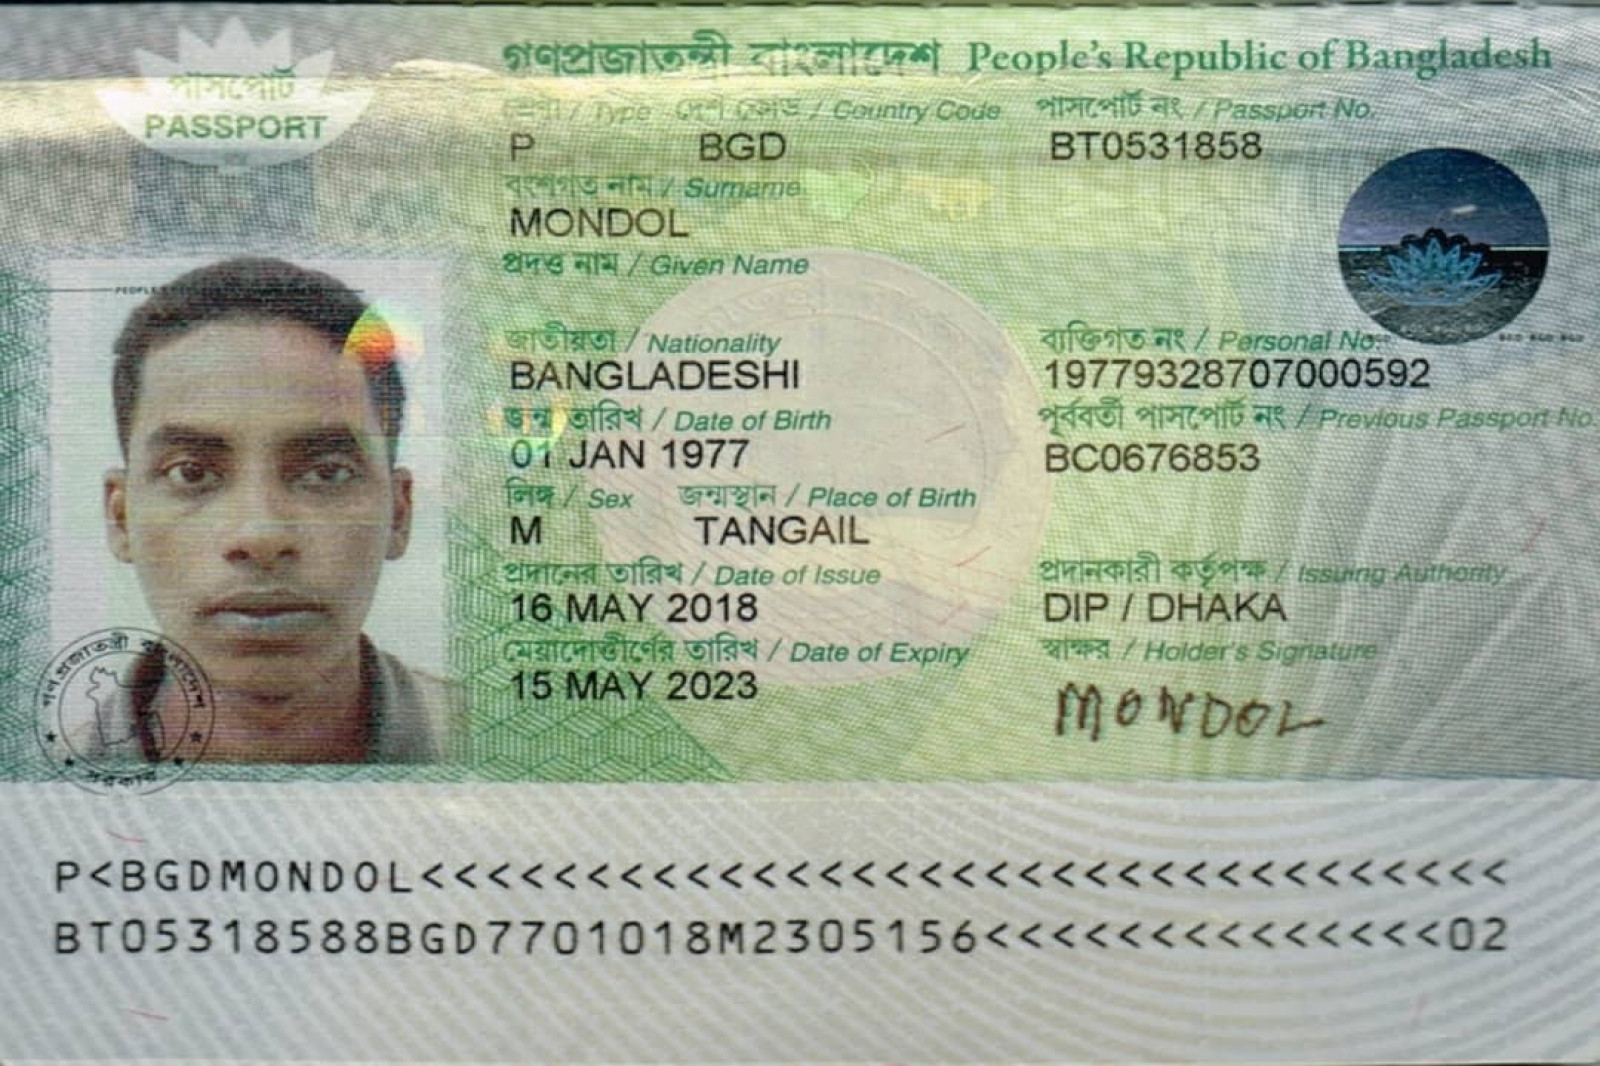 পাসপোর্ট
PASSPORT
গণপ্রজাতন্ত্রী বাংলাদেশ People's Republic of Bangladesh
শ্রেণী / Type দেশ কোড / Country Code পাসপোর্ট নং / Passport No.
P BGD BT0531858
বংশগত নাম / Surname
MONDOL
প্রদত্ত নাম / Given Name
জাতীয়তা / Nationality ব্যক্তিগত নং / Personal No.
BANGLADESHI 19779328707000592
জন্ম তারিখ / Date of Birth পূর্ববর্তী পাসপোর্ট নং / Previous Passport No.
01 JAN 1977 BC0676853
লিঙ্গ / Sex জন্মস্থান / Place of Birth
M TANGAIL
প্রদানের তারিখ / Date of Issue প্রদানকারী কর্তৃপক্ষ / Issuing Authority
16 MAY 2018 DIP / DHAKA
মেয়াদোত্তীর্ণের তারিখ / Date of Expiry স্বাক্ষর / Holder's Signature
15 MAY 2023 MONDOL
গণপ্রজাতন্ত্রী বাংলাদেশ
সরকার
P<BGDMONDOL<<<<<<<<<<<<<<<<<<<<<<<<<<<<<<<<<
BT05318588BGD7701018M2305156<<<<<<<<<<<<<<02